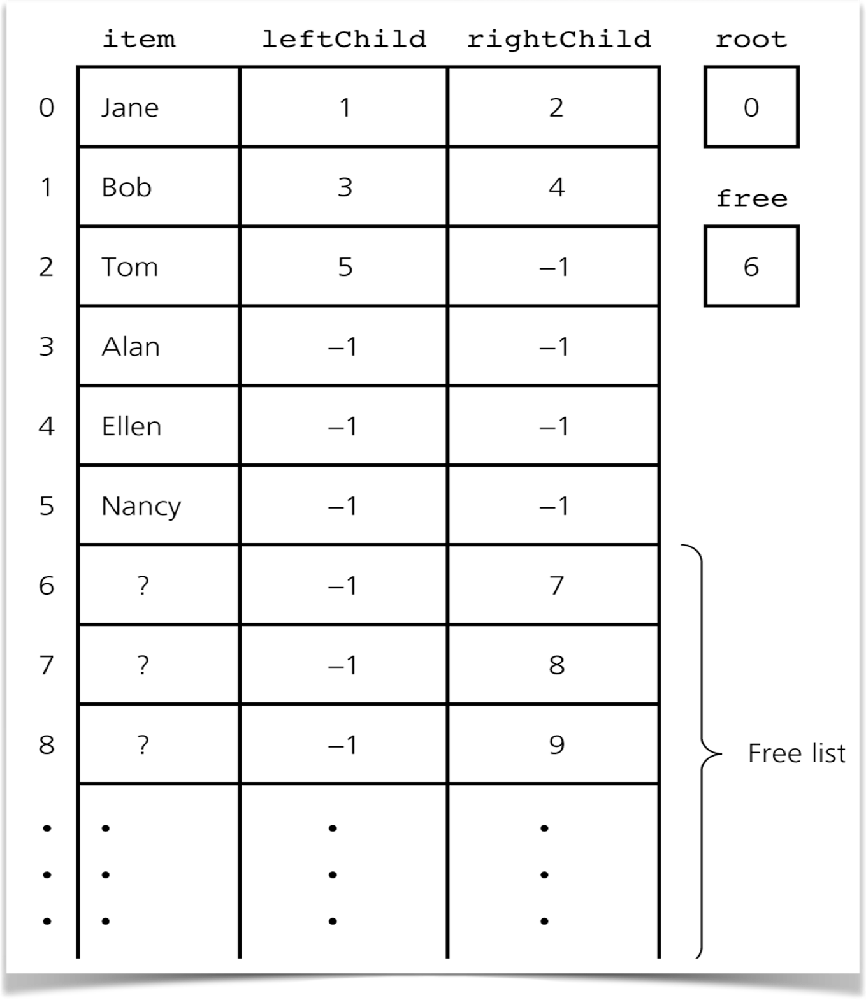 item leftChild rightChild root
0 Jane 1 2 0
1 Bob 3 4
free
2 Tom 5 –1 6
3 Alan –1 –1
4 Ellen –1 –1
5 Nancy –1 –1
6 ? –1 7
7 ? –1 8
8 ? –1 9
Free list